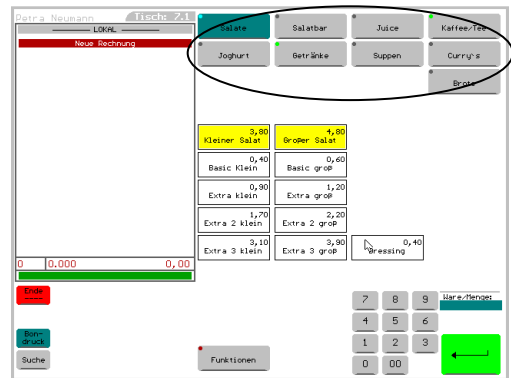 Petra Neumann Tisch: 7.1
LOKAL
Neue Rechnung
0 0.000 0,00
Salate Salatbar Juice Kaffee/Tee
Joghurt Getränke Suppen Curry's
Brote
3,80 4,80
Kleiner Salat Großer Salat
0,40 0,60
Basic Klein Basic groß
0,90 1,20
Extra klein Extra groß
1,70 2,20
Extra 2 klein Extra 2 groß
3,10 3,90 0,40
Extra 3 klein Extra 3 groß Dressing
Ende
Bon-
druck
Suche
Funktionen
7 8 9 Ware/Menge:
4 5 6
1 2 3
0 00